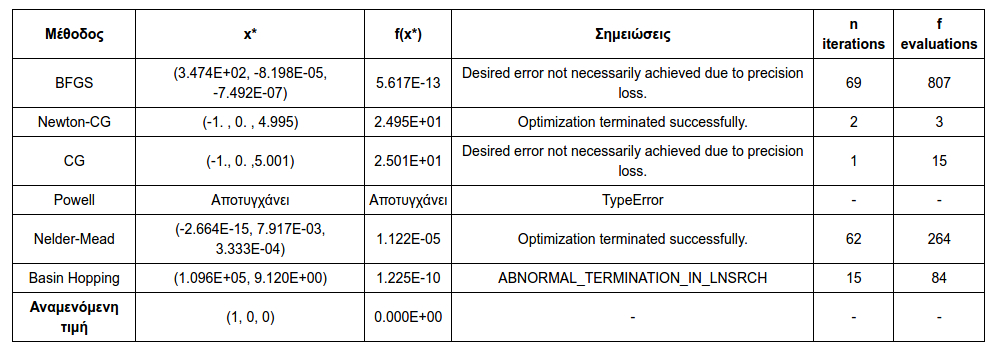 Μέθοδος x* f(x*) Σημειώσεις n iterations f evaluations
BFGS (3.474E+02, -8.198E-05, -7.492E-07) 5.617E-13 Desired error not necessarily achieved due to precision loss. 69 807
Newton-CG (-1. , 0. , 4.995) 2.495E+01 Optimization terminated successfully. 2 3
CG (-1., 0. ,5.001) 2.501E+01 Desired error not necessarily achieved due to precision loss. 1 15
Powell Αποτυγχάνει Αποτυγχάνει TypeError - -
Nelder-Mead (-2.664E-15, 7.917E-03, 3.333E-04) 1.122E-05 Optimization terminated successfully. 62 264
Basin Hopping (1.096E+05, 9.120E+00) 1.225E-10 ABNORMAL_TERMINATION_IN_LNSRCH 15 84
Αναμενόμενη τιμή (1, 0, 0) 0.000E+00 - - -